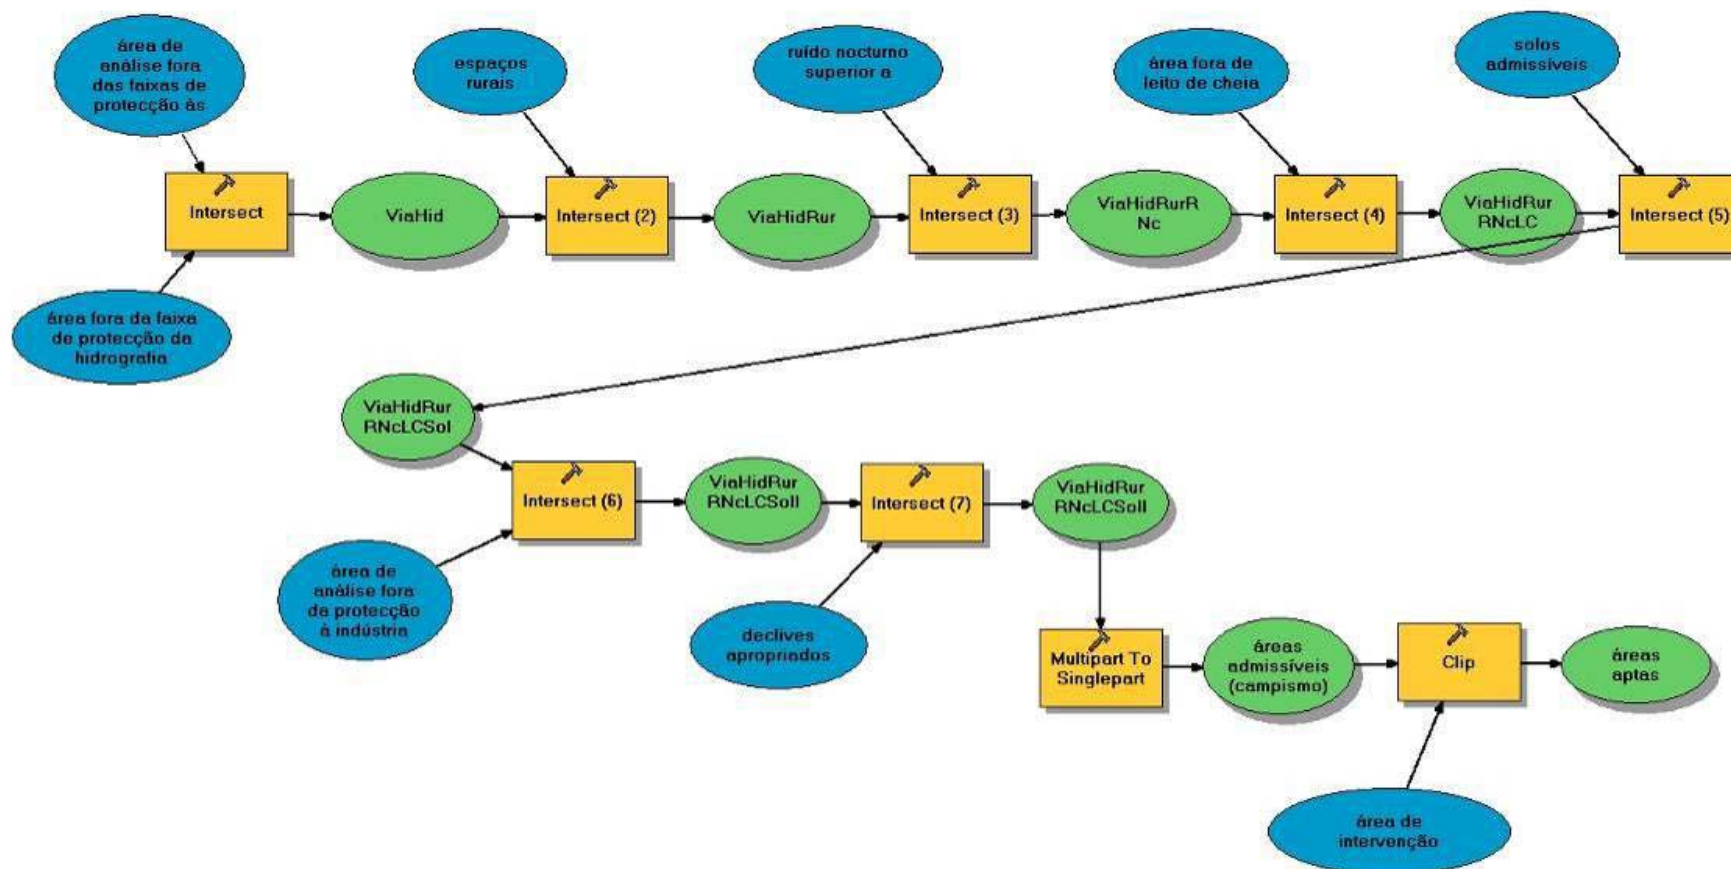 área de
análise fora
das faixas de
protecção às
espaços
rurais
ruído nocturno
superior a
área fora de
leito de cheia
solos
admissíveis
Intersect
ViaHid
Intersect (2)
ViaHidRur
Intersect (3)
ViaHidRurR
Nc
Intersect (4)
ViaHidRur
RNcLC
Intersect (5)
área fora da faixa
de protecção da
hidrografia
ViaHidRur
RNcLCSol
Intersect (6)
ViaHidRur
RNcLCSolI
Intersect (7)
ViaHidRur
RNcLCSolI
área de
análise fora
da protecção
à indústria
declives
apropriados
Multipart To
Singlepart
áreas
admissíveis
(campismo)
Clip
áreas
aptas
área de
intervenção